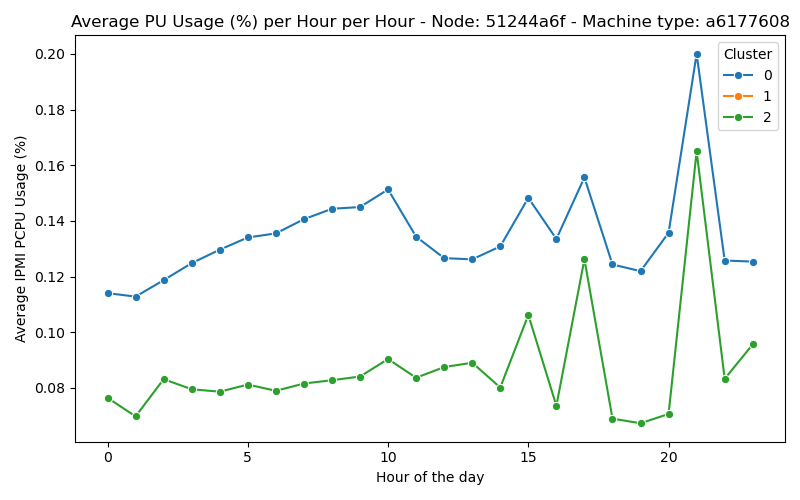 Average PU Usage (%) per Hour per Hour - Node: 51244a6f - Machine type: a6177608
Cluster
0
1
2
0.20
0.18
0.16
0.14
0.12
0.10
0.08
Average IPMI PCPU Usage (%)
0 5 10 15 20
Hour of the day